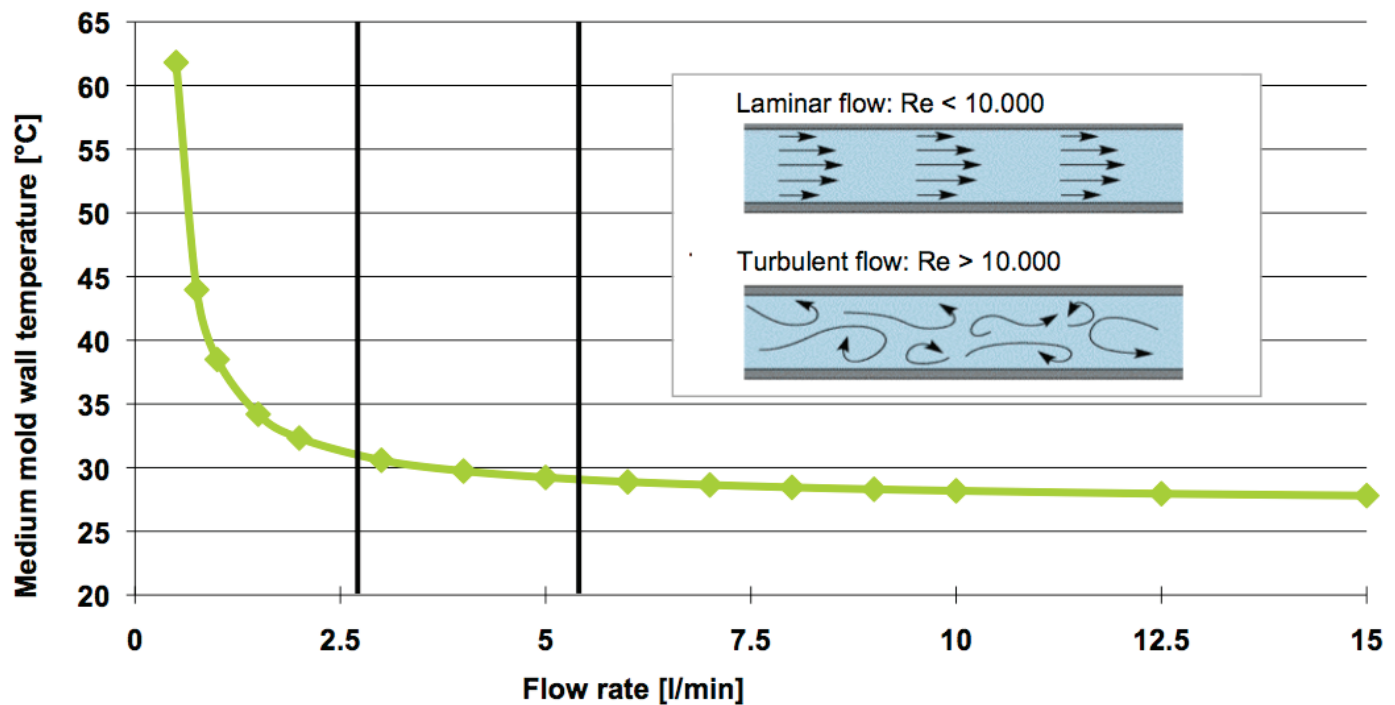 65
60
55
50
45
40
35
30
25
20
Medium mold wall temperature [°C]
Laminar flow: Re < 10.000
Turbulent flow: Re > 10.000
0 2.5 5 7.5 10 12.5 15
Flow rate [l/min]